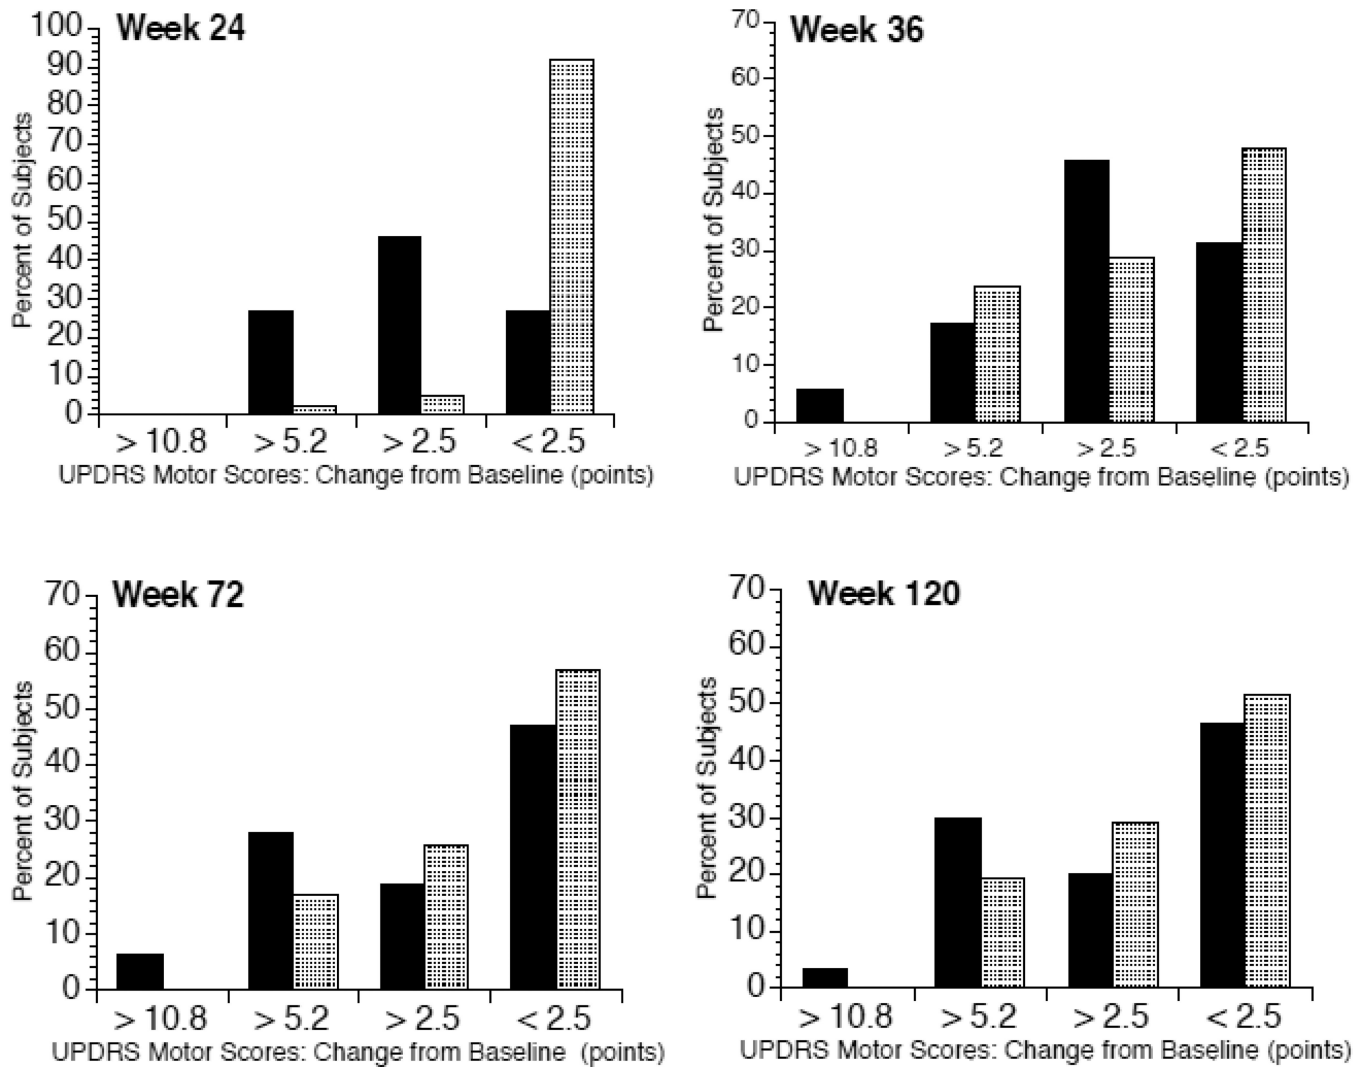 Week 24
100
90
80
70
60
50
40
30
20
10
0
Percent of Subjects
> 10.8 > 5.2 > 2.5 < 2.5
UPDRS Motor Scores: Change from Baseline (points)
Week 36
70
60
50
40
30
20
10
0
Percent of Subjects
> 10.8 > 5.2 > 2.5 < 2.5
UPDRS Motor Scores: Change from Baseline (points)
Week 72
70
60
50
40
30
20
10
0
Percent of Subjects
> 10.8 > 5.2 > 2.5 < 2.5
UPDRS Motor Scores: Change from Baseline (points)
Week 120
70
60
50
40
30
20
10
0
Percent of Subjects
> 10.8 > 5.2 > 2.5 < 2.5
UPDRS Motor Scores: Change from Baseline (points)